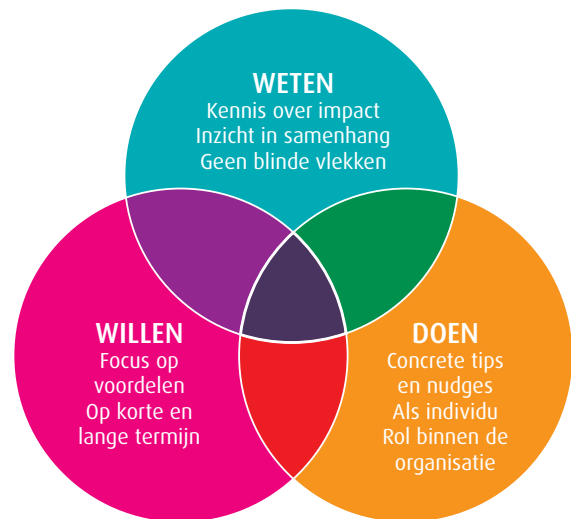 WETEN
Kennis over impact
Inzicht in samenhang
Geen blinde vlekken
WILLEN
Focus op
voordelen
Op korte en
lange termijn
DOEN
Concrete tips
en nudges
Als individu
Rol binnen de
organisatie